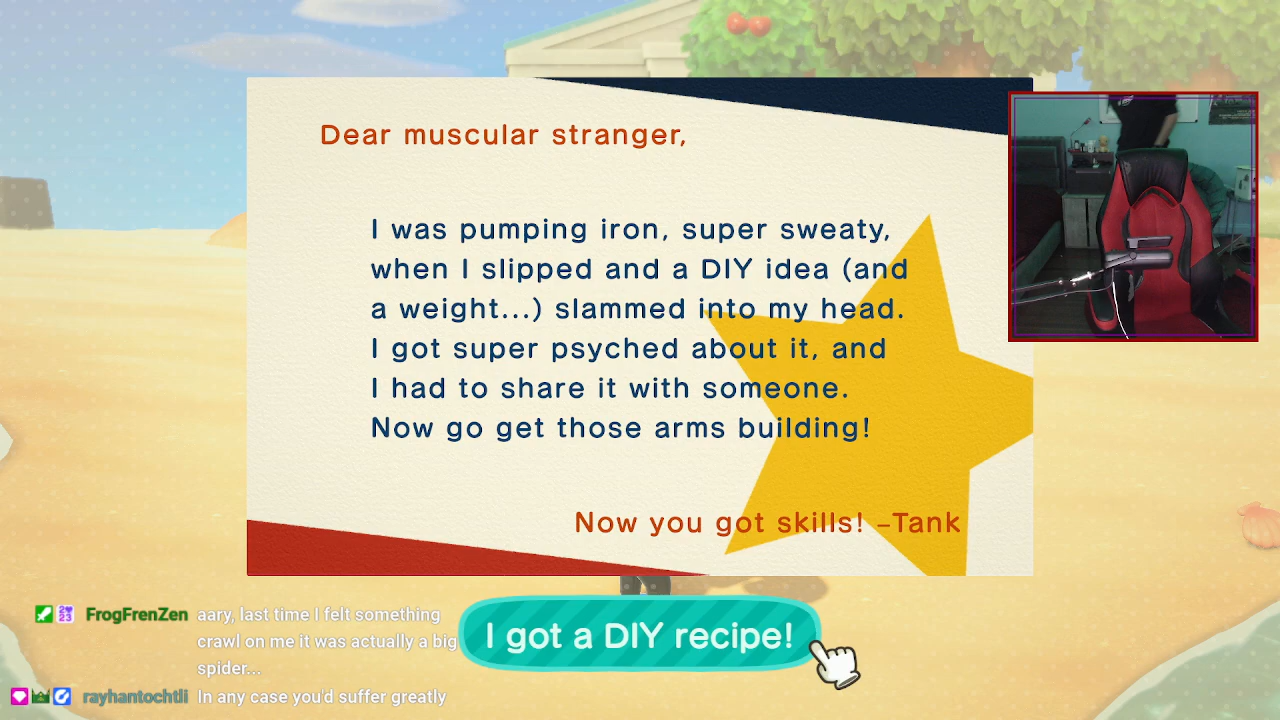 Dear muscular stranger,
I was pumping iron, super sweaty,
when I slipped and a DIY idea (and
a weight...) slammed into my head.
I got super psyched about it, and
I had to share it with someone.
Now go get those arms building!
Now you got skills! –Tank
I got a DIY recipe!
FrogFrenZen aary, last time I felt something
crawl on me it was actually a big
spider...
rayhantochtli In any case you'd suffer greatly